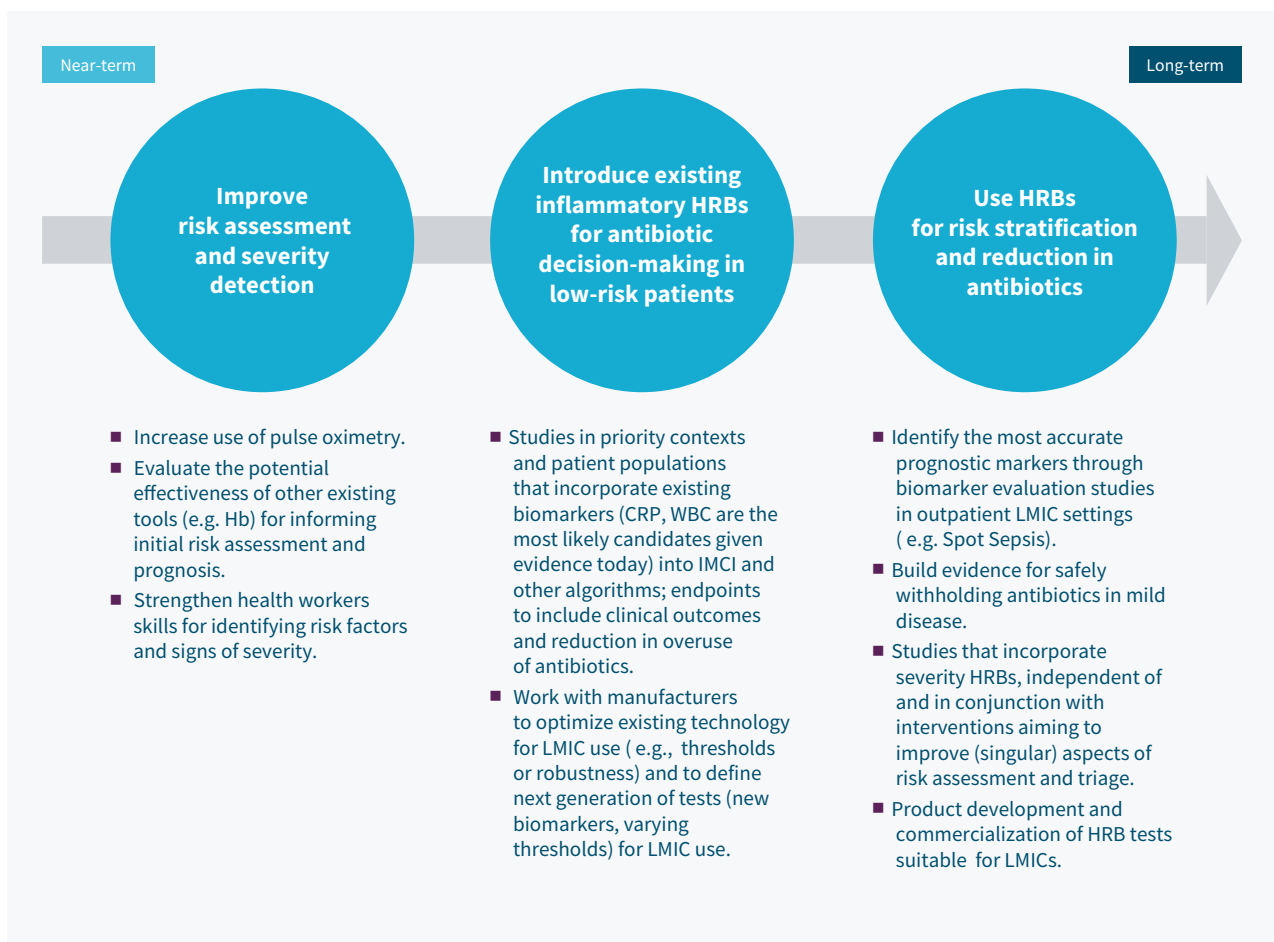 Near-term
Long-term
Improve
risk assessment
and severity
detection
Introduce existing
inflammatory HRBs
for antibiotic
decision-making in
low-risk patients
Use HRBs
for risk stratification
and reduction in
antibiotics
■ Increase use of pulse oximetry.
■ Evaluate the potential
effectiveness of other existing
tools (e.g. Hb) for informing
initial risk assessment and
prognosis.
■ Strengthen health workers
skills for identifying risk factors
and signs of severity.
■ Studies in priority contexts
and patient populations
that incorporate existing
biomarkers (CRP, WBC are the
most likely candidates given
evidence today) into IMCI and
other algorithms; endpoints
to include clinical outcomes
and reduction in overuse
of antibiotics.
■ Work with manufacturers
to optimize existing technology
for LMIC use ( e.g., thresholds
or robustness) and to define
next generation of tests (new
biomarkers, varying
thresholds) for LMIC use.
■ Identify the most accurate
prognostic markers through
biomarker evaluation studies
in outpatient LMIC settings
( e.g. Spot Sepsis).
■ Build evidence for safely
withholding antibiotics in mild
disease.
■ Studies that incorporate
severity HRBs, independent of
and in conjunction with
interventions aiming to
improve (singular) aspects of
risk assessment and triage.
■ Product development and
commercialization of HRB tests
suitable for LMICs.